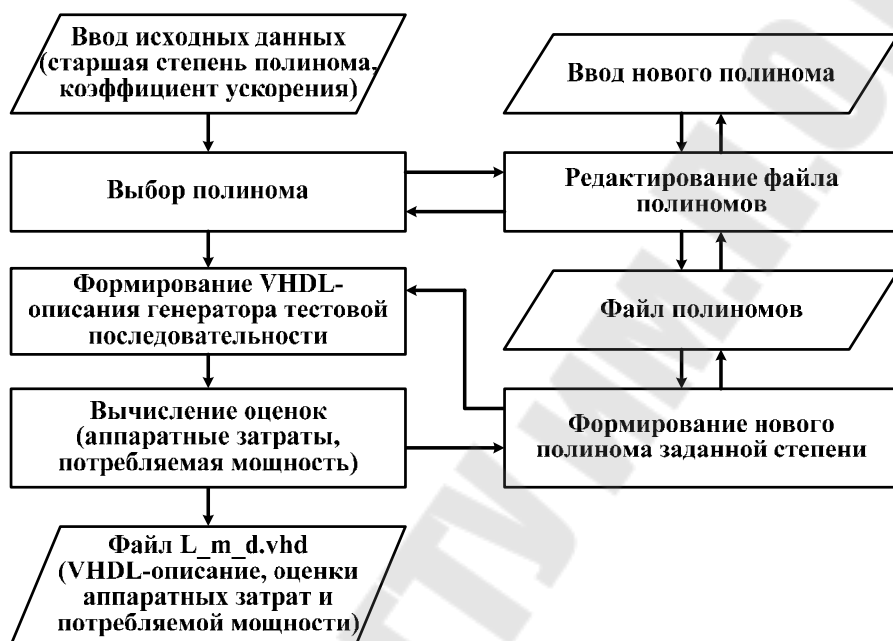 Ввод исходных данных
(старшая степень полинома,
коэффициент ускорения)
Ввод нового полинома
Выбор полинома
Редактирование файла
полиномов
Формирование VHDL-
описания генератора тестовой
последовательности
Файл полиномов
Вычисление оценок
(аппаратные затраты,
потребляемая мощность)
Формирование нового
полинома заданной степени
Файл L_m_d.vhd
(VHDL-описание, оценки
аппаратных затрат и
потребляемой мощности)
ГТУ ИМ.П.О.